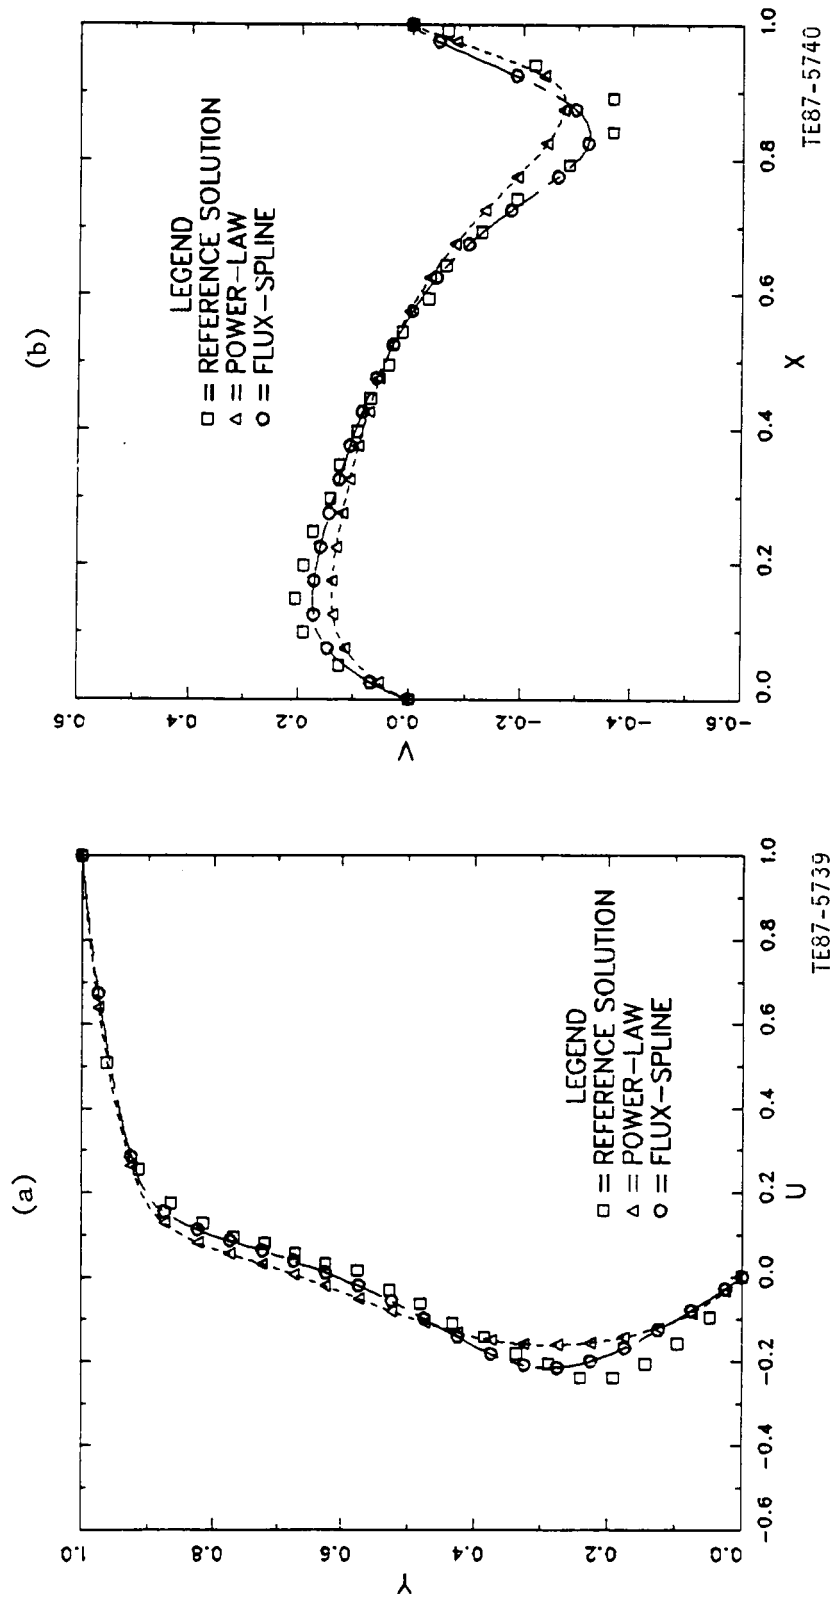 (a)
1.0
0.8
0.6
0.4
0.2
0.0
Y
LEGEND
□ = REFERENCE SOLUTION
△ = POWER-LAW
○ = FLUX-SPLINE
-0.6
-0.4
-0.2
0.0
0.2
0.4
0.6
0.8
1.0
U
TE87-5739
(b)
0.6
0.4
0.2
0.0
-0.2
-0.4
-0.6
V
LEGEND
□ = REFERENCE SOLUTION
△ = POWER-LAW
○ = FLUX-SPLINE
0.0
0.2
0.4
0.6
0.8
1.0
X
TE87-5740